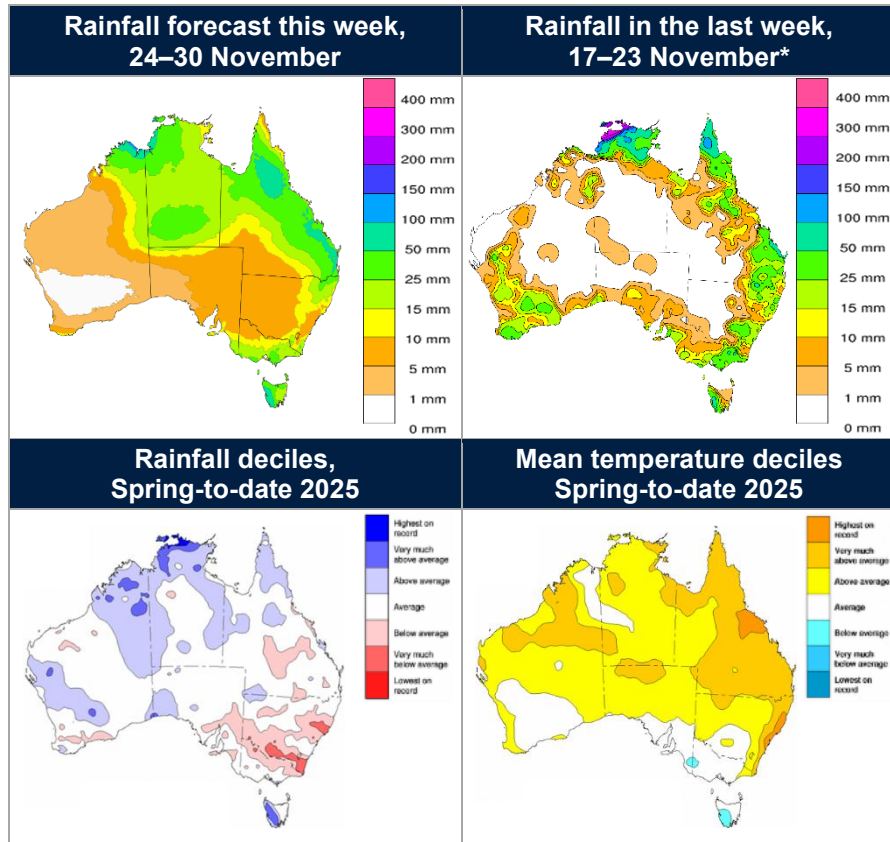 Rainfall forecast this week,
24–30 November
Rainfall in the last week,
17–23 November*
400 mm
300 mm
200 mm
150 mm
100 mm
50 mm
25 mm
15 mm
10 mm
5 mm
1 mm
0 mm
400 mm
300 mm
200 mm
150 mm
100 mm
50 mm
25 mm
15 mm
10 mm
5 mm
1 mm
0 mm
Rainfall deciles,
Spring-to-date 2025
Mean temperature deciles
Spring-to-date 2025
Highest on
record
Very much
above average
Above average
Average
Below average
Very much
below average
Lowest on
record
Highest on
record
Very much
above average
Above average
Average
Below average
Very much
below average
Lowest on
record